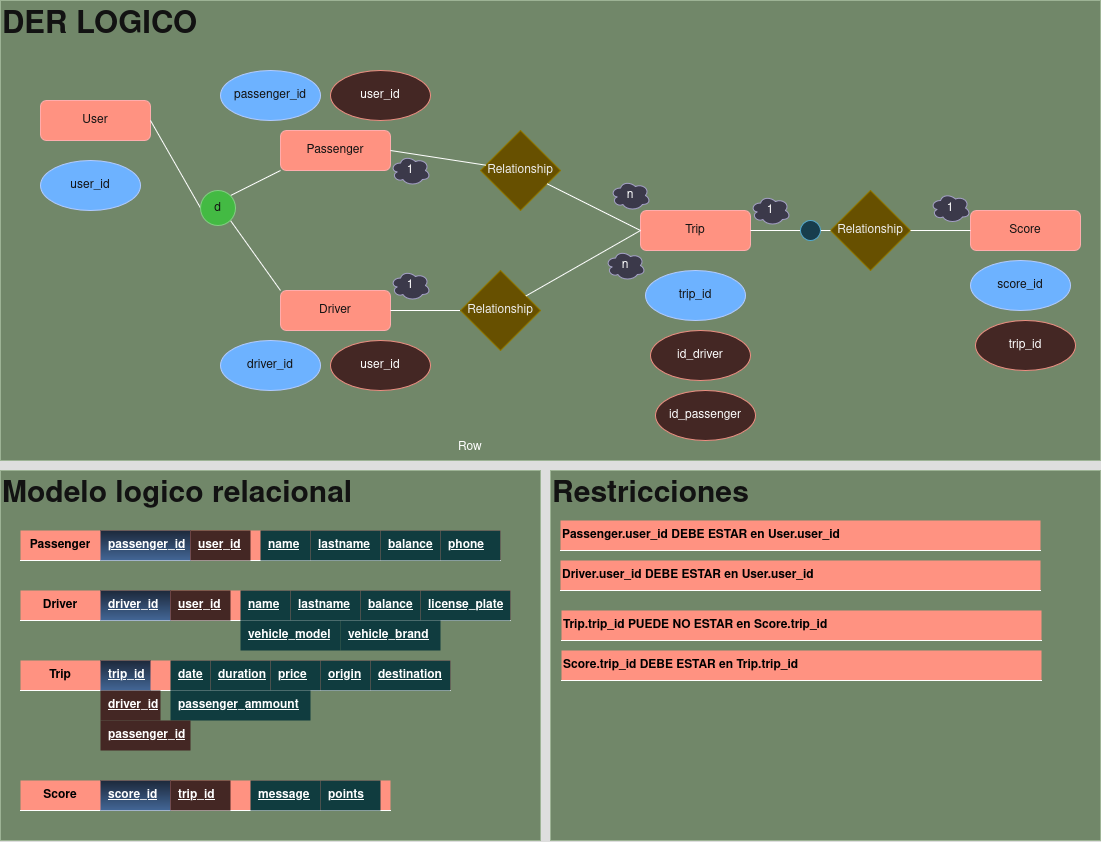 DER LOGICO
passenger_id
user_id
User
Passenger
1
Relationship
user_id
d
n
1
1
Trip
Relationship
Score
n
1
Driver
Relationship
trip_id
score_id
driver_id
user_id
id_driver
trip_id
id_passenger
Row
Modelo logico relacional
Passenger passenger_id user_id name lastname balance phone
Driver driver_id user_id name lastname balance license_plate
vehicle_model vehicle_brand
Trip trip_id date duration price origin destination
driver_id passenger_ammount
passenger_id
Score score_id trip_id message points
Restricciones
Passenger.user_id DEBE ESTAR en User.user_id
Driver.user_id DEBE ESTAR en User.user_id
Trip.trip_id PUEDE NO ESTAR en Score.trip_id
Score.trip_id DEBE ESTAR en Trip.trip_id